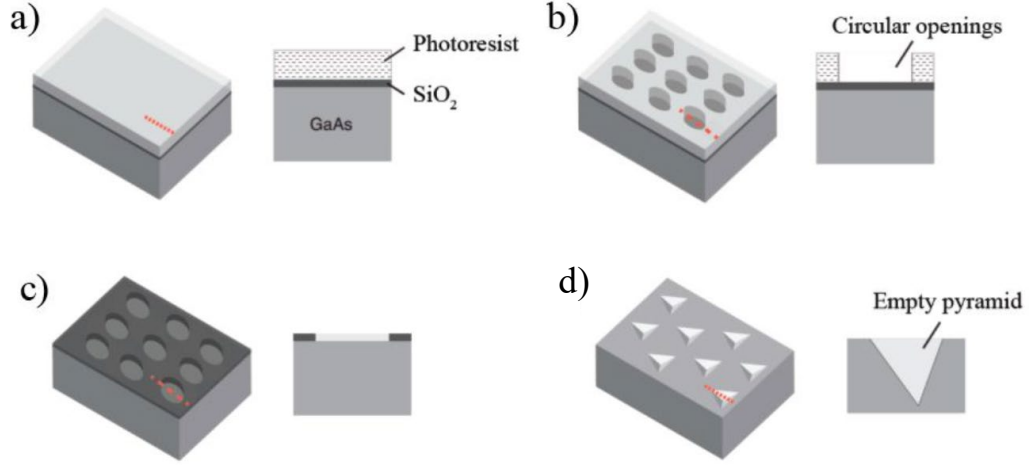 a)
Photoresist
SiO₂
GaAs
b)
Circular openings
c)
d)
Empty pyramid